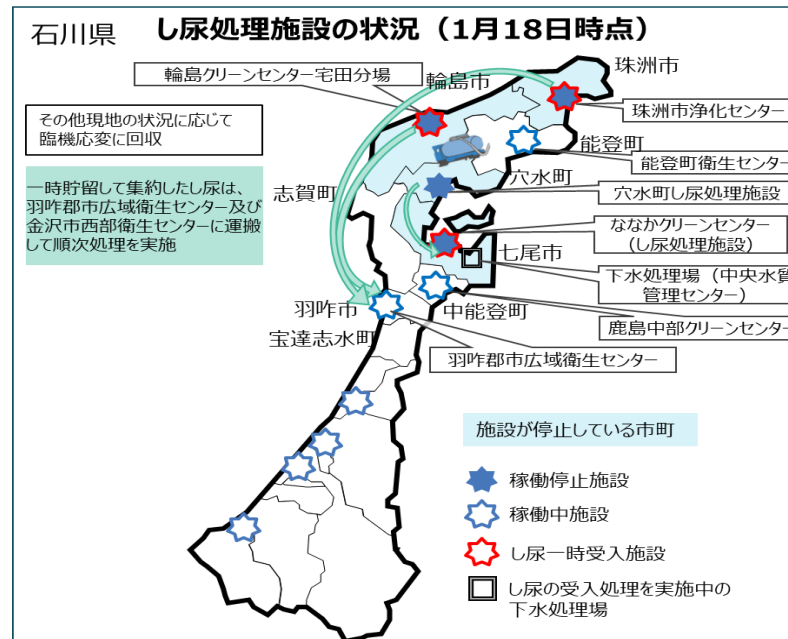 石川県 し尿処理施設の状況（1月18日時点）
輪島クリーンセンター宅田分場
輪島市
珠洲市
珠洲市浄化センター
その他現地の状況に応じて
臨機応変に回収
能登町
能登町衛生センター
一時貯留して集約したし尿は、
羽咋郡市広域衛生センター及び
金沢市西部衛生センターに運搬
して順次処理を実施
志賀町
穴水町
穴水町し尿処理施設
ななかクリーンセンター
（し尿処理施設）
七尾市
下水処理場（中央水質
管理センター）
羽咋市
中能登町
鹿島中部クリーンセンター
宝達志水町
羽咋郡市広域衛生センター
施設が停止している市町
稼働停止施設
稼働中施設
し尿一時受入施設
し尿の受入処理を実施中の
下水処理場